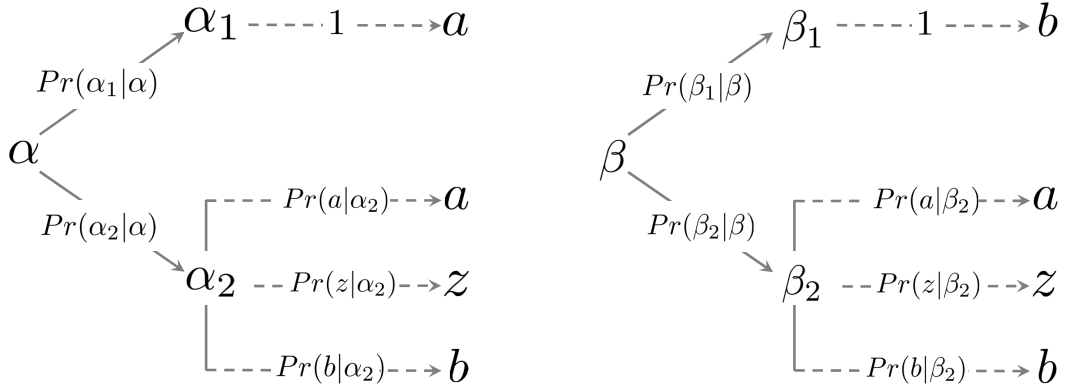 α₁ 1 a
Pr(α₁|α)
α
Pr(α₂|α)
Pr(a|α₂) a
α₂ Pr(z|α₂) z
Pr(b|α₂) b
β₁ 1 b
Pr(β₁|β)
β
Pr(β₂|β)
Pr(a|β₂) a
β₂ Pr(z|β₂) z
Pr(b|β₂) b